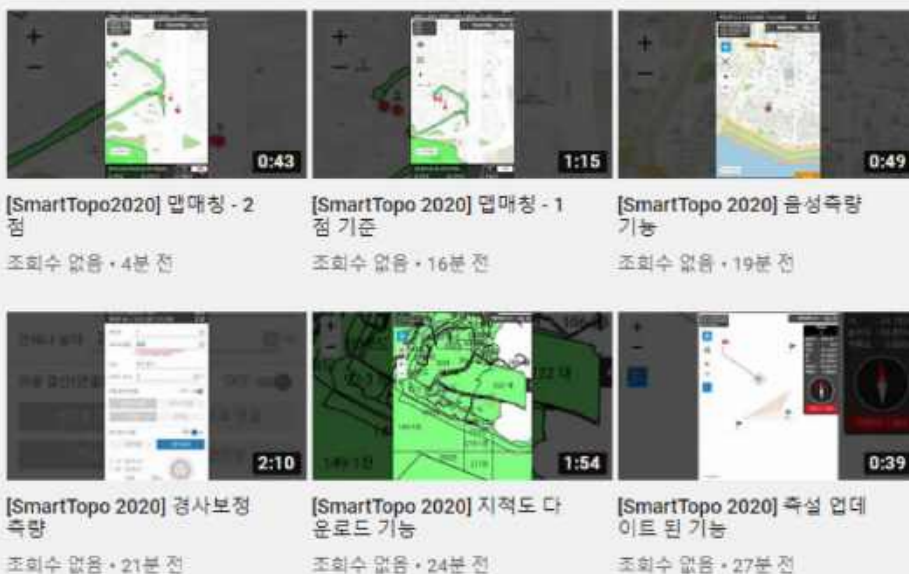 0:43
1:15
0:49
[SmartTopo2020] 맵매칭 - 2
점
[SmartTopo 2020] 맵매칭 - 1
점 기준
[SmartTopo 2020] 음성측량
기능
조회수 없음 • 4분 전
조회수 없음 • 16분 전
조회수 없음 • 19분 전
2:10
1:54
0:39
[SmartTopo 2020] 경사보정
측량
[SmartTopo 2020] 지적도 다
운로드 기능
[SmartTopo 2020] 측설 업데
이트 된 기능
조회수 없음 • 21분 전
조회수 없음 • 24분 전
조회수 없음 • 27분 전